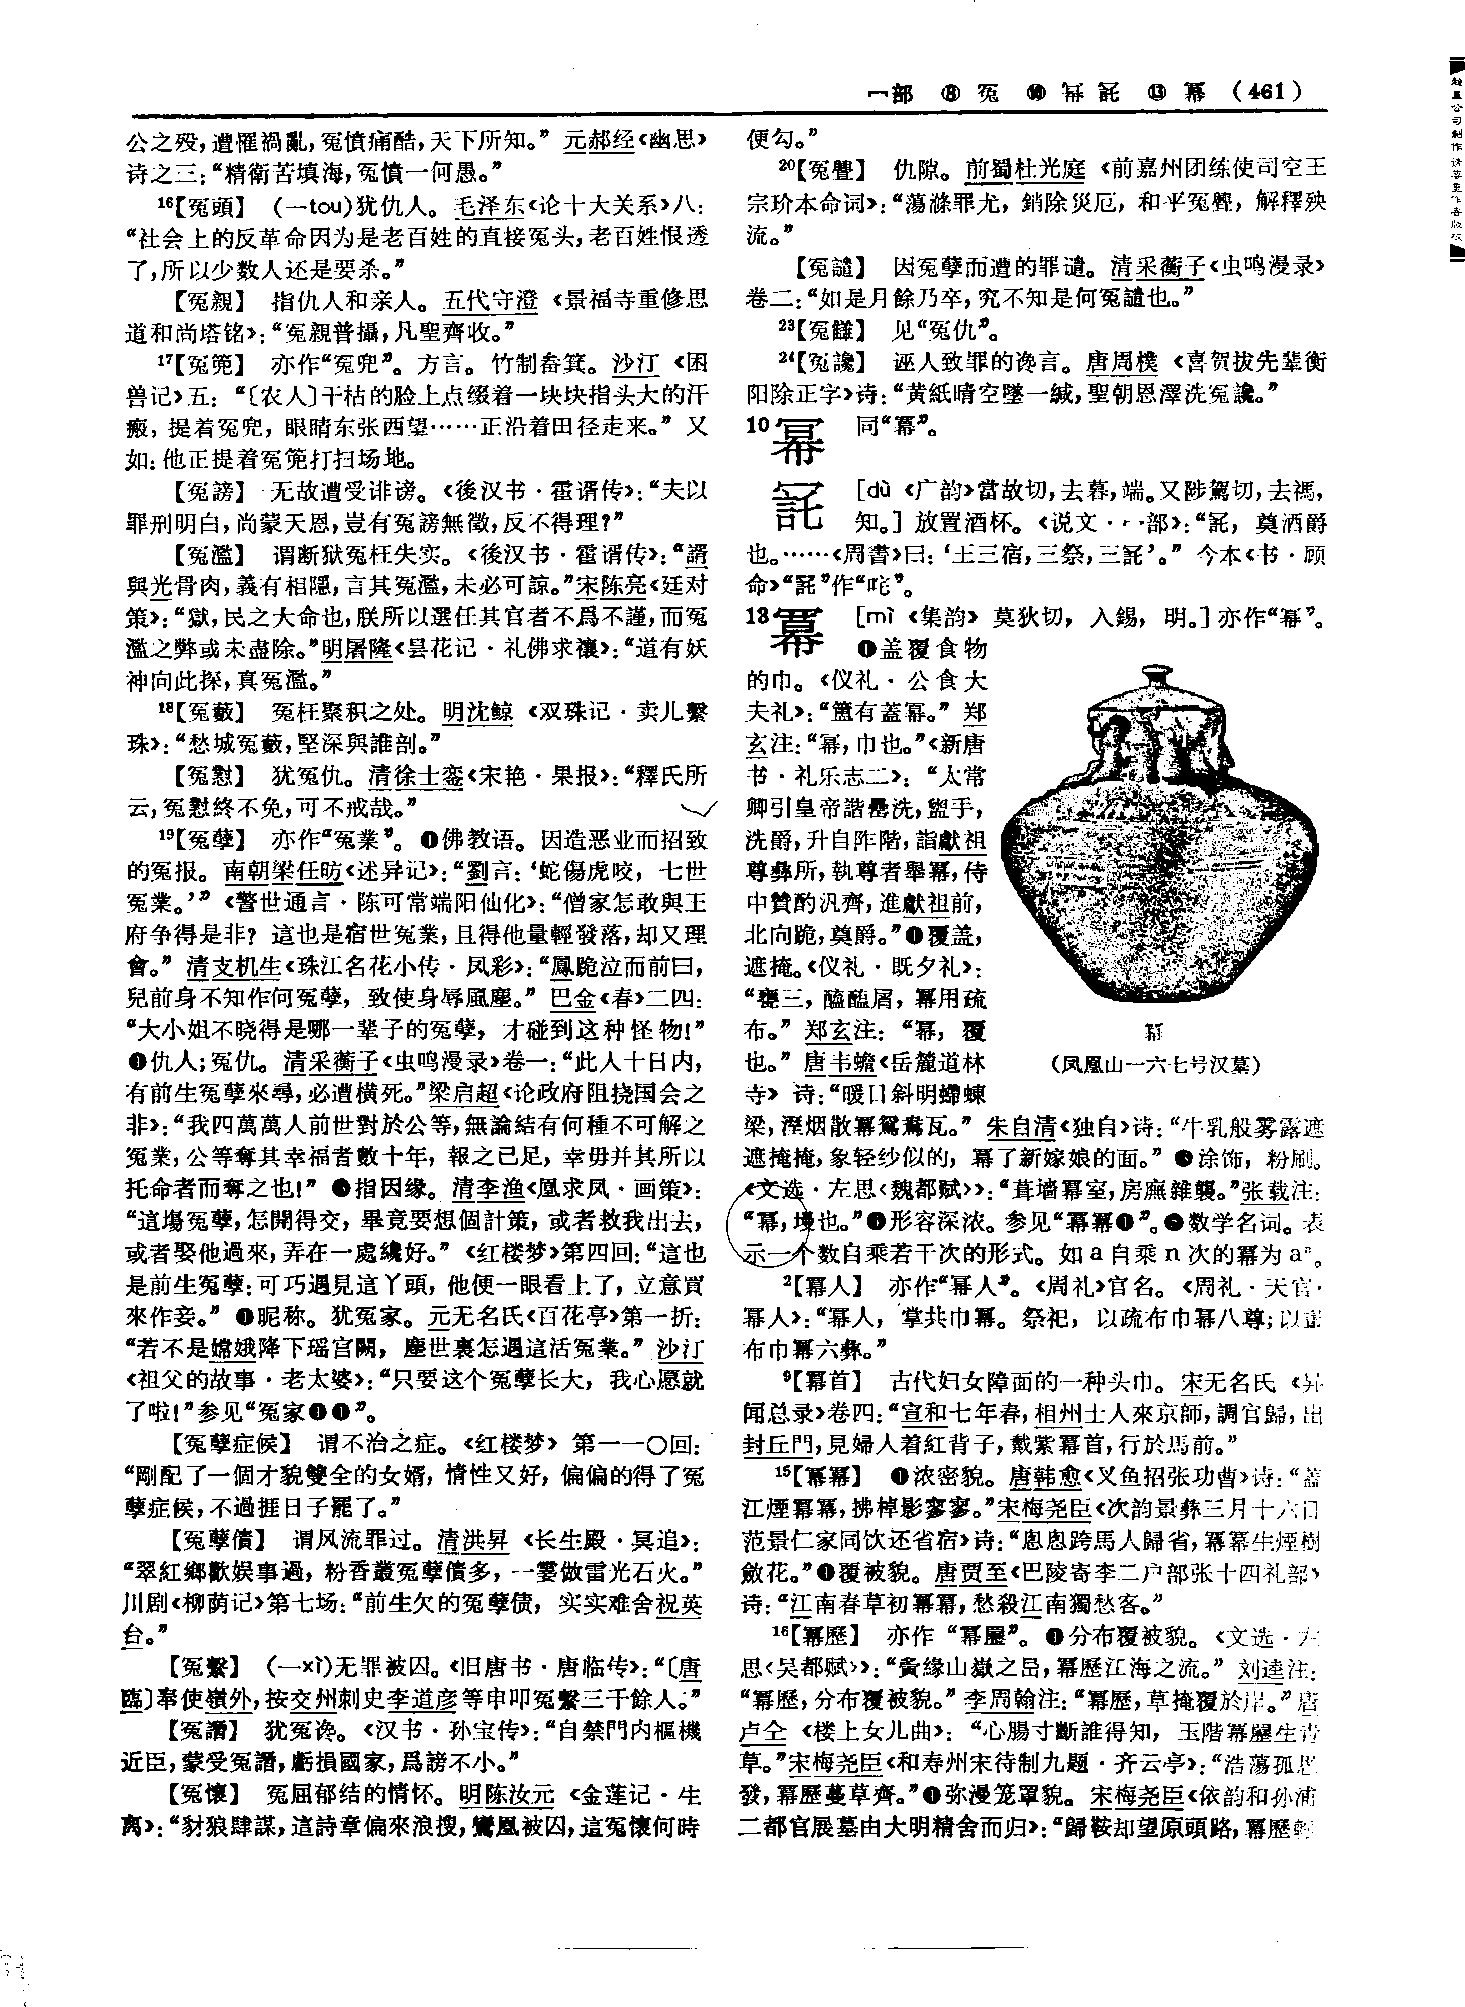 冖部 ⑧ 冤 ⑩ 幂 託 ⑬ 冪 (461)
公之殁，遭罹禍亂，冤憤痛酷，天下所知。”元郝经《幽思》
诗之三：“精衛苦填海，冤憤一何愚。”
16【冤頭】 (—tou)犹仇人。毛泽东《论十大关系》八：
“社会上的反革命因为是老百姓的直接冤头，老百姓恨透
了，所以少数人还是要杀。”
【冤親】 指仇人和亲人。五代守澄《景福寺重修思
道和尚塔铭》：“冤親普攝，凡聖齊收。”
17【冤篼】 亦作“冤兜”。方言。竹制畚箕。沙汀《困
兽记》五：“〔农人〕干枯的脸上点缀着一块块指头大的汗
瘢，提着冤兜，眼睛东张西望……正沿着田径走来。”又
如：他正提着冤篼打扫场地。
【冤謗】 无故遭受诽谤。《後汉书·霍谞传》：“夫以
罪刑明白，尚蒙天恩，豈有冤謗無徵，反不得理？”
【冤濫】 谓断狱冤枉失实。《後汉书·霍谞传》：“諝
與光骨肉，義有相隱，言其冤濫，未必可諒。”宋陈亮《廷对
策》：“獄，民之大命也，朕所以選任其官者不爲不謹，而冤
濫之弊或未盡除。”明屠隆《昙花记·礼佛求禳》：“道有妖
神向此探，真冤濫。”
18【冤藪】 冤枉聚积之处。明沈鲸《双珠记·卖儿繫
珠》：“愁城冤藪，堅深與誰剖。”
【冤懟】 犹冤仇。清徐士銮《宋艳·果报》：“釋氏所
云，冤懟終不免，可不戒哉。”
19【冤孽】 亦作“冤業”。❶佛教语。因造恶业而招致
的冤报。南朝梁任昉《述异记》：“劉言：‘蛇傷虎咬，七世
冤業。’”《警世通言·陈可常端阳仙化》：“僧家怎敢與王
府争得是非？這也是宿世冤業，且得他量輕發落，却又理
會。”清支机生《珠江名花小传·凤彩》：“鳳跪泣而前曰，
兒前身不知作何冤孽，致使身辱風塵。”巴金《春》二四：
“大小姐不晓得是哪一辈子的冤孽，才碰到这种怪物！”
❷仇人；冤仇。清采蘅子《虫鸣漫录》卷一：“此人十日内，
有前生冤孽來尋，必遭横死。”梁启超《论政府阻挠国会之
非》：“我四萬萬人前世對於公等，無論結有何種不可解之
冤業，公等奪其幸福者數十年，報之已足，幸毋并其所以
托命者而奪之也！”❸指因缘。清李渔《凰求凤·画策》：
“這塲冤孽，怎開得交，畢竟要想個計策，或者救我出去，
或者娶他過來，弄在一處纔好。”《红楼梦》第四回：“這也
是前生冤孽：可巧遇見這丫頭，他便一眼看上了，立意買
來作妾。”❹昵称。犹冤家。元无名氏《百花亭》第一折：
“若不是嫦娥降下瑶宫闕，塵世裏怎遇這活冤業。”沙汀
《祖父的故事·老太婆》：“只要这个冤孽长大，我心愿就
了啦！”参见“冤家❶❷”。
【冤孽症候】 谓不治之症。《红楼梦》第一一〇回：
“剛配了一個才貌雙全的女婿，情性又好，偏偏的得了冤
孽症候，不過捱日子罷了。”
【冤孽債】 谓风流罪过。清洪昇《长生殿·冥追》：
“翠紅鄉歡娱事過，粉香叢冤孽債多，一霎做電光石火。”
川剧《柳荫记》第七场：“前生欠的冤孽债，实实难舍祝英
台。”
【冤繫】 (—xì)无罪被囚。《旧唐书·唐临传》：“〔唐
臨〕奉使嶺外，按交州刺史李道彦等申叩冤繫三千餘人。”
【冤譖】 犹冤谗。《汉书·孙宝传》：“自禁門内樞機
近臣，蒙受冤譖，虧損國家，爲謗不小。”
【冤懷】 冤屈郁结的情怀。明陈汝元《金莲记·生
离》：“豺狼肆謀，這詩章偏來浪搜，鸞凰被囚，這冤懷何時
便勾。”
20【冤舋】 仇隙。前蜀杜光庭《前嘉州团练使司空王
宗玠本命词》：“蕩滌罪尤，銷除災厄，和平冤舋，解釋殃
流。”
【冤譴】 因冤孽而遭的罪谴。清采蘅子《虫鸣漫录》
卷二：“如是月餘乃卒，究不知是何冤譴也。”
23【冤讎】 见“冤仇”。
24【冤讒】 诬人致罪的谗言。唐周樸《喜贺拔先辈衡
阳除正字》诗：“黄紙晴空墜一緘，聖朝恩澤洗冤讒。”
10 幂 同“冪”。
㓃 [dù《广韵》當故切，去暮，端。又陟駕切，去禡，
知。] 放置酒杯。《说文·冖部》：“㓃，奠酒爵
也。……《周書》曰：‘王三宿，三祭，三㓃’。”今本《书·顾
命》“㓃”作“咤”。
13 冪 [mì《集韵》莫狄切，入錫，明。] 亦作“幂”。
❶盖覆食物
的巾。《仪礼·公食大
夫礼》：“簠有蓋冪。”郑
玄注：“冪，巾也。”《新唐
书·礼乐志二》：“太常
卿引皇帝詣罍洗，盥手，
洗爵，升自阼階，詣獻祖
尊彝所，執尊者舉冪，侍
中贊酌汎齊，進獻祖前，
北向跪，奠爵。”❷覆盖，
遮掩。《仪礼·既夕礼》：
“甕三，醯醢屑，冪用疏
布。”郑玄注：“冪，覆
也。”唐韦蟾《岳麓道林
寺》诗：“暖日斜明螮蝀
梁，溼烟散冪鴛鴦瓦。”朱自清《独自》诗：“牛乳般雾露遮
遮掩掩，象轻纱似的，幂了新嫁娘的面。”❸涂饰，粉刷。
《文选·左思〈魏都赋〉》：“葺墙冪室，房廡雜襲。”张载注：
“冪，墁也。”❹形容深浓。参见“冪冪❶”。❺数学名词。表
示一个数自乘若干次的形式。如a自乘n次的幂为aⁿ。
冪
(凤凰山一六七号汉墓)
2【冪人】 亦作“幂人”。《周礼》官名。《周礼·天官·
幂人》：“冪人，掌共巾冪。祭祀，以疏布巾冪八尊；以畫
布巾冪六彝。”
9【冪首】 古代妇女障面的一种头巾。宋无名氏《异
闻总录》卷四：“宣和七年春，相州士人來京師，調官歸，出
封丘門，見婦人着紅背子，戴紫冪首，行於馬前。”
15【冪冪】 ❶浓密貌。唐韩愈《叉鱼招张功曹》诗：“蓋
江煙冪冪，拂棹影寥寥。”宋梅尧臣《次韵景彝三月十六日
范景仁家同饮还省宿》诗：“悤悤跨馬人歸省，冪冪生煙樹
斂花。”❷覆被貌。唐贾至《巴陵寄李二户部张十四礼部》
诗：“江南春草初冪冪，愁殺江南獨愁客。”
16【冪歷】 亦作“冪䍥”。❶分布覆被貌。《文选·左
思〈吴都赋〉》：“夤緣山嶽之岊，冪歷江海之流。”刘逵注：
“冪歷，分布覆被貌。”李周翰注：“冪歷，草掩覆於岸。”唐
卢仝《楼上女儿曲》：“心腸寸斷誰得知，玉階冪䍥生青
草。”宋梅尧臣《和寿州宋待制九题·齐云亭》：“浩蕩孤思
發，冪歷蔓草齊。”❷弥漫笼罩貌。宋梅尧臣《依韵和孙浦
二都官展墓由大明精舍而归》：“歸鞍却望原頭路，冪歷輕